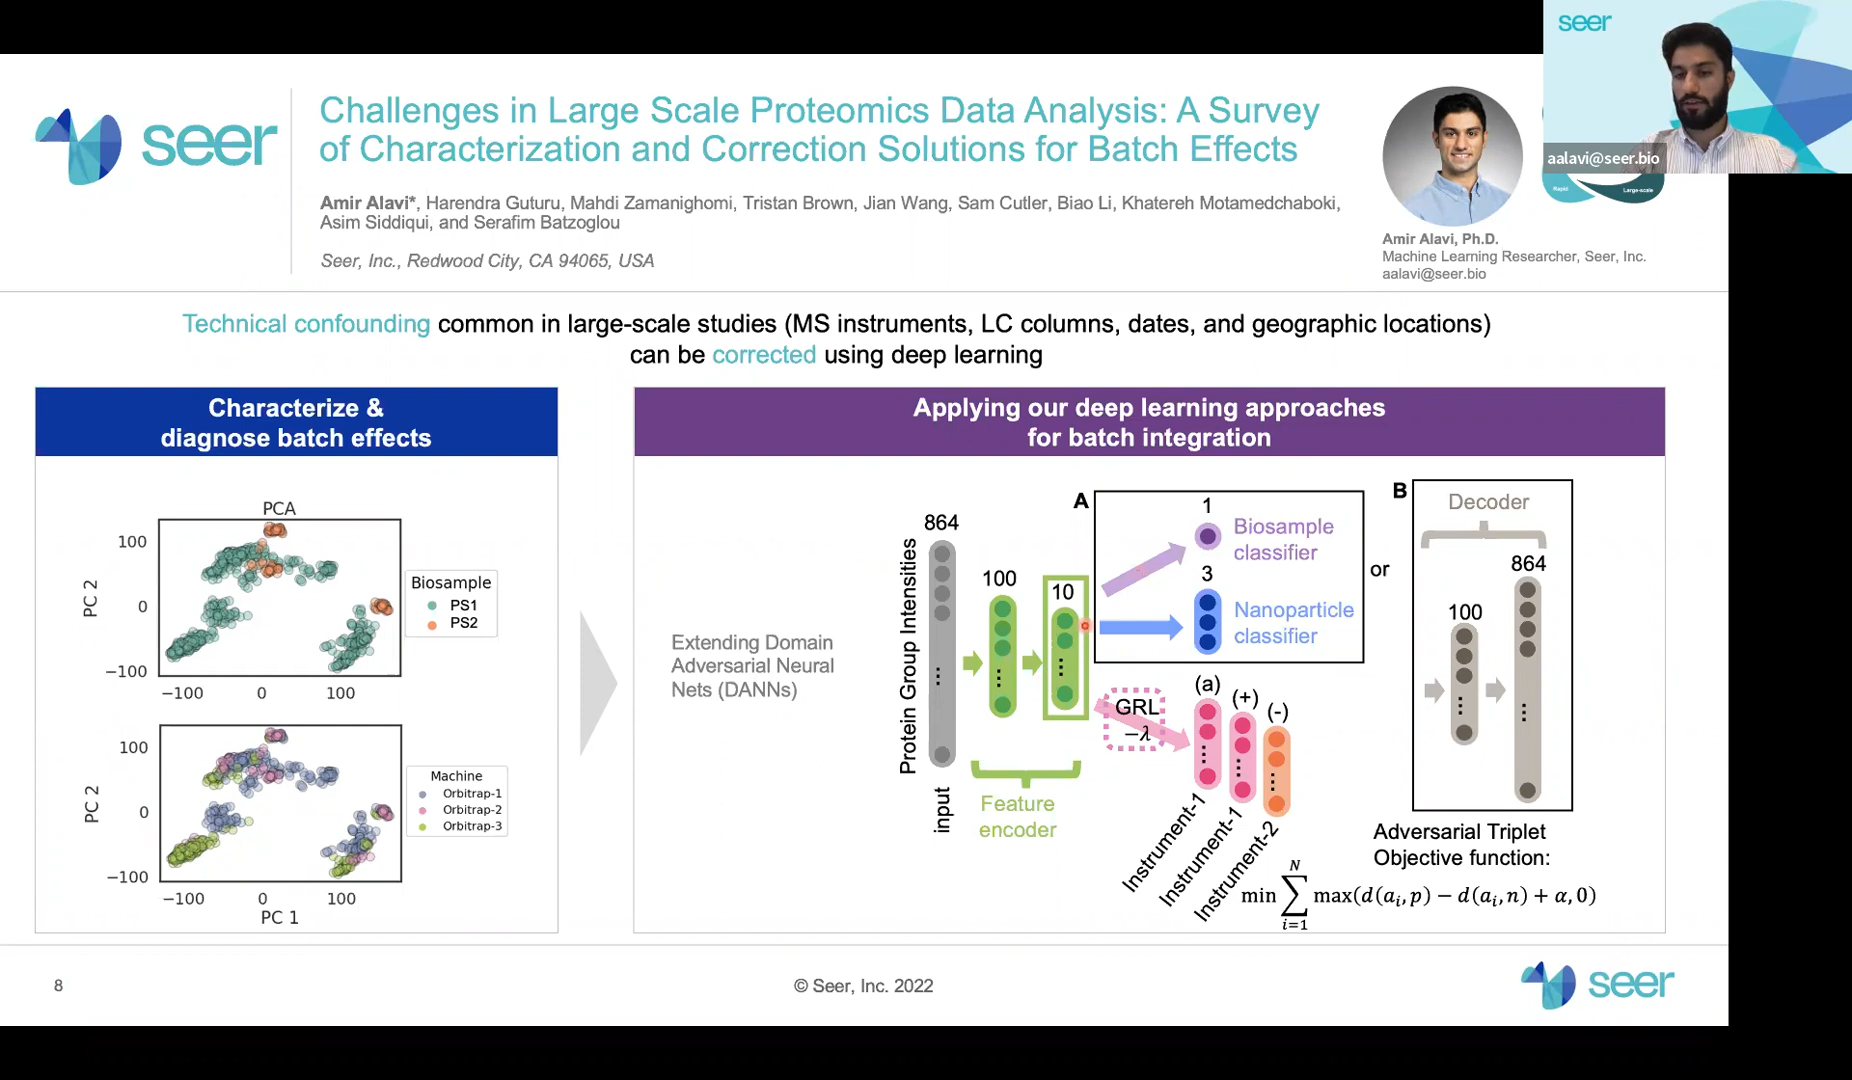 seer
aalavi@seer.bio
seer
Challenges in Large Scale Proteomics Data Analysis: A Survey
of Characterization and Correction Solutions for Batch Effects
Amir Alavi*, Harendra Guturu, Mahdi Zamanighomi, Tristan Brown, Jian Wang, Sam Cutler, Biao Li, Khatereh Motamedchaboki,
Asim Siddiqui, and Serafim Batzoglou
Seer, Inc., Redwood City, CA 94065, USA
Rapid
Large-scale
Amir Alavi, Ph.D.
Machine Learning Researcher, Seer, Inc.
aalavi@seer.bio
Technical confounding common in large-scale studies (MS instruments, LC columns, dates, and geographic locations)
can be corrected using deep learning
Characterize &
diagnose batch effects
PCA
100
0
−100
PC 2
−100 0 100
Biosample
PS1
PS2
100
0
−100
PC 2
−100 0 100
PC 1
Machine
Orbitrap-1
Orbitrap-2
Orbitrap-3
Applying our deep learning approaches
for batch integration
Extending Domain
Adversarial Neural
Nets (DANNs)
Protein Group Intensities
input
864
100
10
Feature
encoder
A
1
Biosample
classifier
3
Nanoparticle
classifier
GRL
−λ
(a)
(+)
(-)
Instrument-1
Instrument-1
Instrument-2
or
B
Decoder
100
864
Adversarial Triplet
Objective function:
min N∑i=1 max(d(aᵢ, p) − d(aᵢ, n) + α, 0)
8
© Seer, Inc. 2022
seer